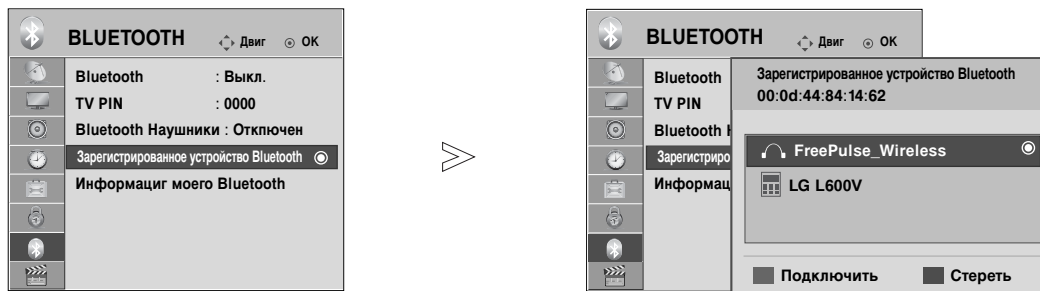 BLUETOOTH Двиг OK
Bluetooth : Выкл.
TV PIN : 0000
Bluetooth Наушники : Откпючен
Зарегистрированное устройство Bluetooth
Информациг моего Bluetooth
BLUETOOTH Двиг OK
Bluetooth
TV PIN
Bluetooth Н
Зарегистриро
Информац
Зарегистрированное устройство Bluetooth
00:0d:44:84:14:62
FreePulse_Wireless
LG L600V
Подключить Стереть